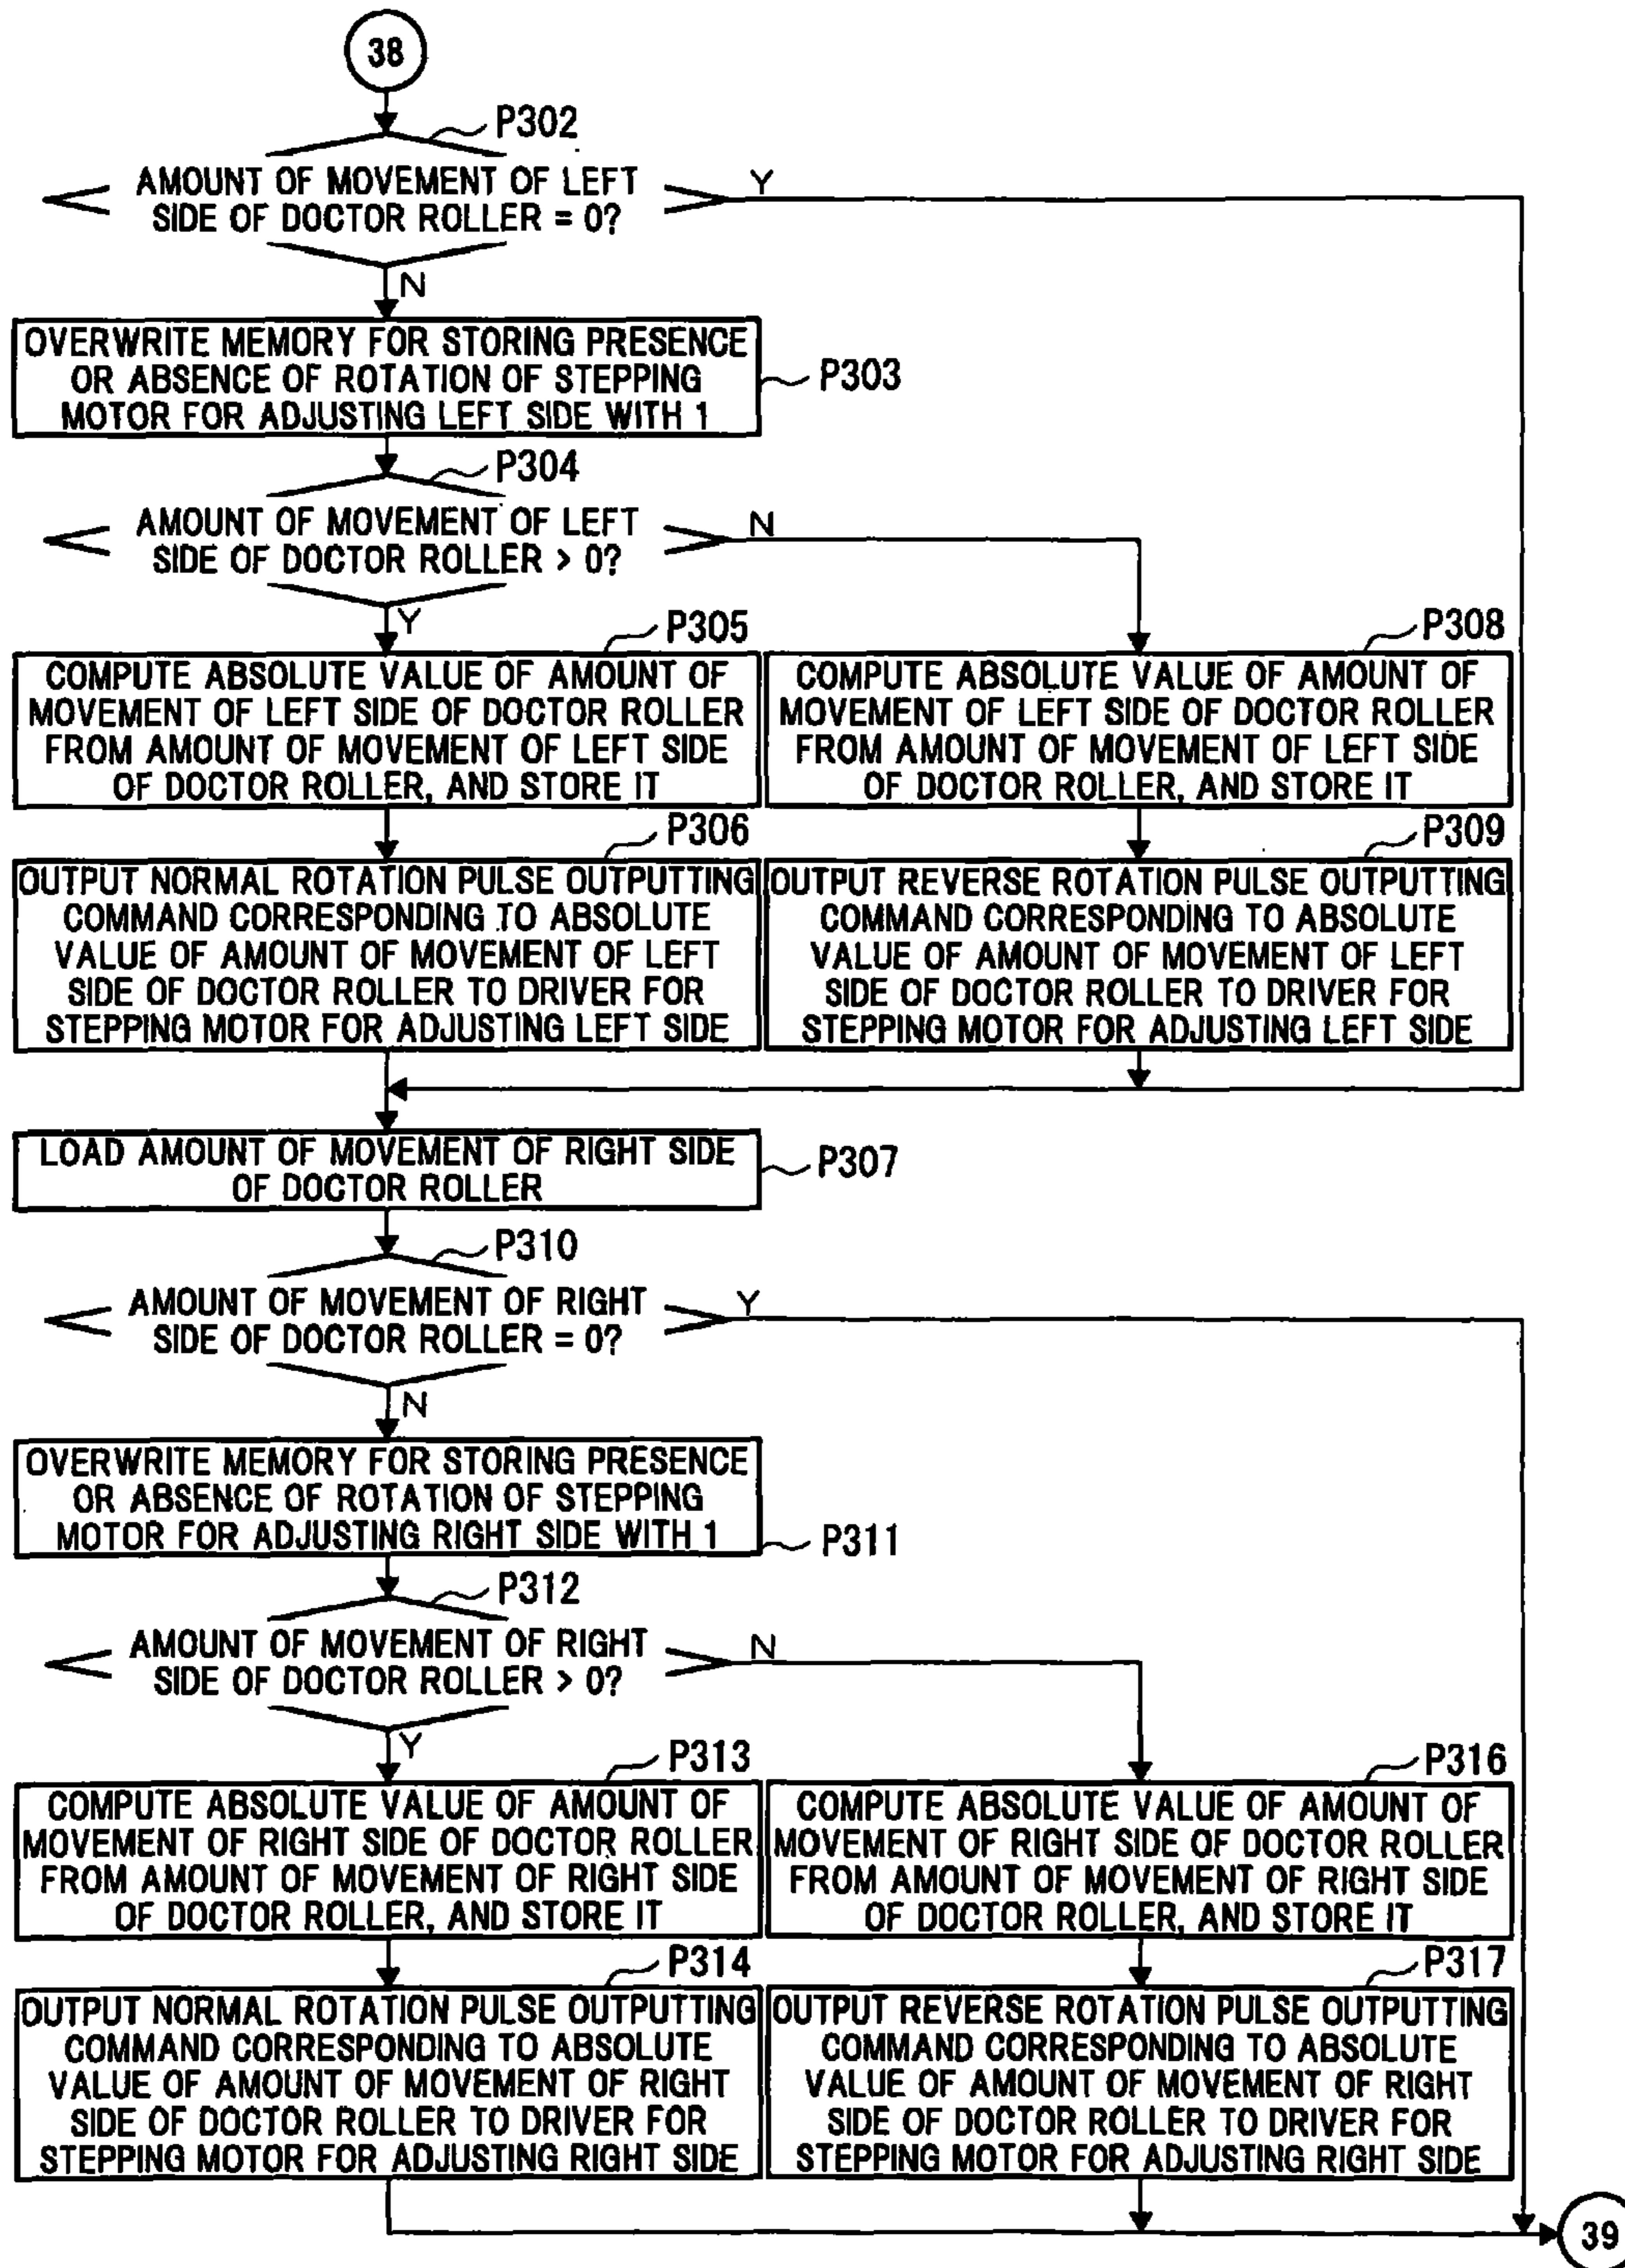 38
P302
AMOUNT OF MOVEMENT OF LEFT
SIDE OF DOCTOR ROLLER = 0?
Y
N
OVERWRITE MEMORY FOR STORING PRESENCE
OR ABSENCE OF ROTATION OF STEPPING
MOTOR FOR ADJUSTING LEFT SIDE WITH 1
P303
P304
AMOUNT OF MOVEMENT OF LEFT
SIDE OF DOCTOR ROLLER > 0?
N
Y
P305
COMPUTE ABSOLUTE VALUE OF AMOUNT OF
MOVEMENT OF LEFT SIDE OF DOCTOR ROLLER
FROM AMOUNT OF MOVEMENT OF LEFT SIDE
OF DOCTOR ROLLER, AND STORE IT
P308
COMPUTE ABSOLUTE VALUE OF AMOUNT OF
MOVEMENT OF LEFT SIDE OF DOCTOR ROLLER
FROM AMOUNT OF MOVEMENT OF LEFT SIDE
OF DOCTOR ROLLER, AND STORE IT
P306
OUTPUT NORMAL ROTATION PULSE OUTPUTTING
COMMAND CORRESPONDING TO ABSOLUTE
VALUE OF AMOUNT OF MOVEMENT OF LEFT
SIDE OF DOCTOR ROLLER TO DRIVER FOR
STEPPING MOTOR FOR ADJUSTING LEFT SIDE
P309
OUTPUT REVERSE ROTATION PULSE OUTPUTTING
COMMAND CORRESPONDING TO ABSOLUTE
VALUE OF AMOUNT OF MOVEMENT OF LEFT
SIDE OF DOCTOR ROLLER TO DRIVER FOR
STEPPING MOTOR FOR ADJUSTING LEFT SIDE
LOAD AMOUNT OF MOVEMENT OF RIGHT SIDE
OF DOCTOR ROLLER
P307
P310
AMOUNT OF MOVEMENT OF RIGHT
SIDE OF DOCTOR ROLLER = 0?
Y
N
OVERWRITE MEMORY FOR STORING PRESENCE
OR ABSENCE OF ROTATION OF STEPPING
MOTOR FOR ADJUSTING RIGHT SIDE WITH 1
P311
P312
AMOUNT OF MOVEMENT OF RIGHT
SIDE OF DOCTOR ROLLER > 0?
N
Y
P313
COMPUTE ABSOLUTE VALUE OF AMOUNT OF
MOVEMENT OF RIGHT SIDE OF DOCTOR ROLLER
FROM AMOUNT OF MOVEMENT OF RIGHT SIDE
OF DOCTOR ROLLER, AND STORE IT
P316
COMPUTE ABSOLUTE VALUE OF AMOUNT OF
MOVEMENT OF RIGHT SIDE OF DOCTOR ROLLER
FROM AMOUNT OF MOVEMENT OF RIGHT SIDE
OF DOCTOR ROLLER, AND STORE IT
P314
OUTPUT NORMAL ROTATION PULSE OUTPUTTING
COMMAND CORRESPONDING TO ABSOLUTE
VALUE OF AMOUNT OF MOVEMENT OF RIGHT
SIDE OF DOCTOR ROLLER TO DRIVER FOR
STEPPING MOTOR FOR ADJUSTING RIGHT SIDE
P317
OUTPUT REVERSE ROTATION PULSE OUTPUTTING
COMMAND CORRESPONDING TO ABSOLUTE
VALUE OF AMOUNT OF MOVEMENT OF RIGHT
SIDE OF DOCTOR ROLLER TO DRIVER FOR
STEPPING MOTOR FOR ADJUSTING RIGHT SIDE
39